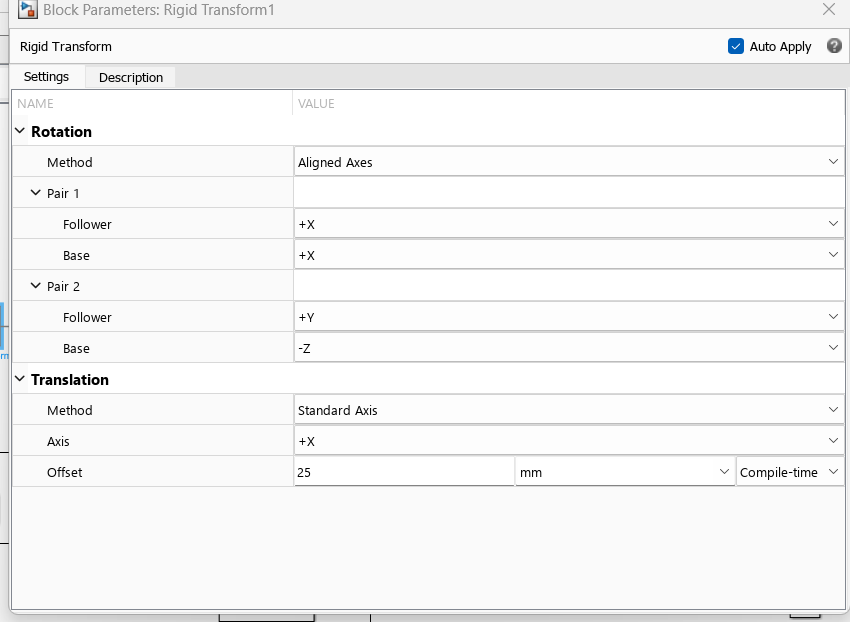 Block Parameters: Rigid Transform1
Rigid Transform
Auto Apply
Settings Description
NAME VALUE
Rotation
Method Aligned Axes
Pair 1
Follower +X
Base +X
Pair 2
Follower +Y
Base -Z
Translation
Method Standard Axis
Axis +X
Offset 25 mm Compile-time